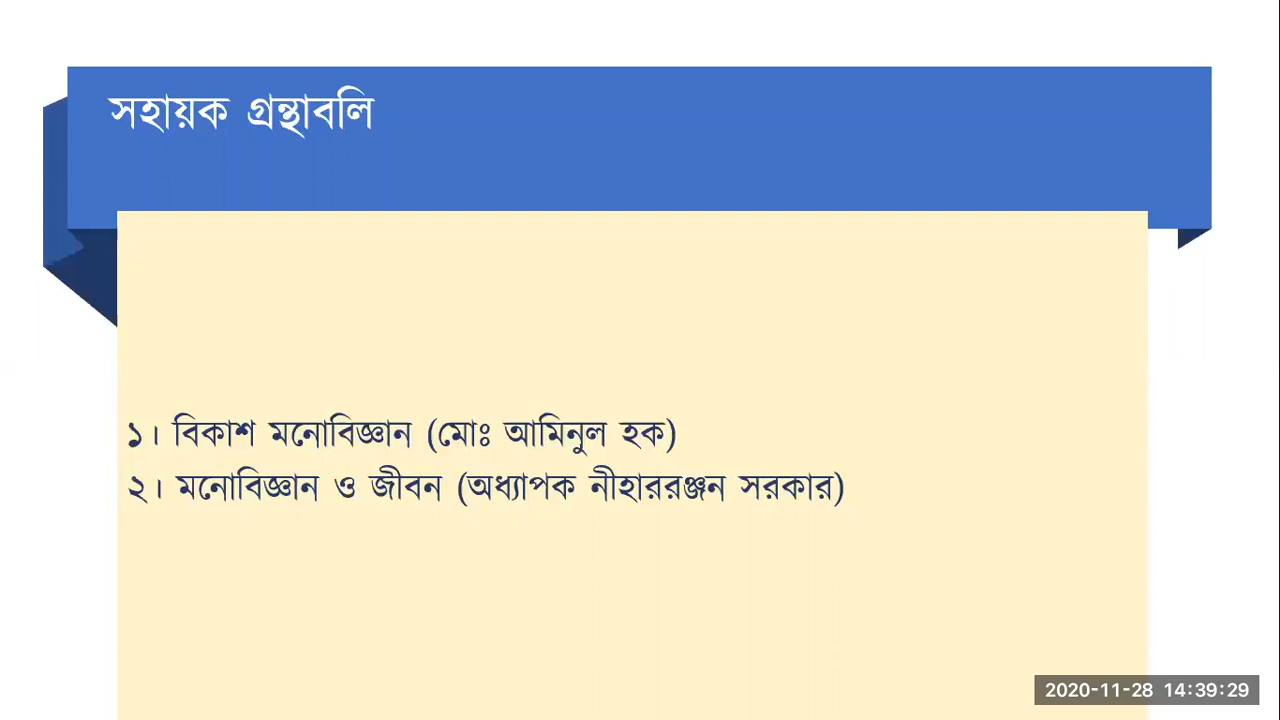 সহায়ক গ্রন্থাবলি
১। বিকাশ মনোবিজ্ঞান (মোঃ আমিনুল হক)
২। মনোবিজ্ঞান ও জীবন (অধ্যাপক নীহাররঞ্জন সরকার)
2020-11-28 14:39:29